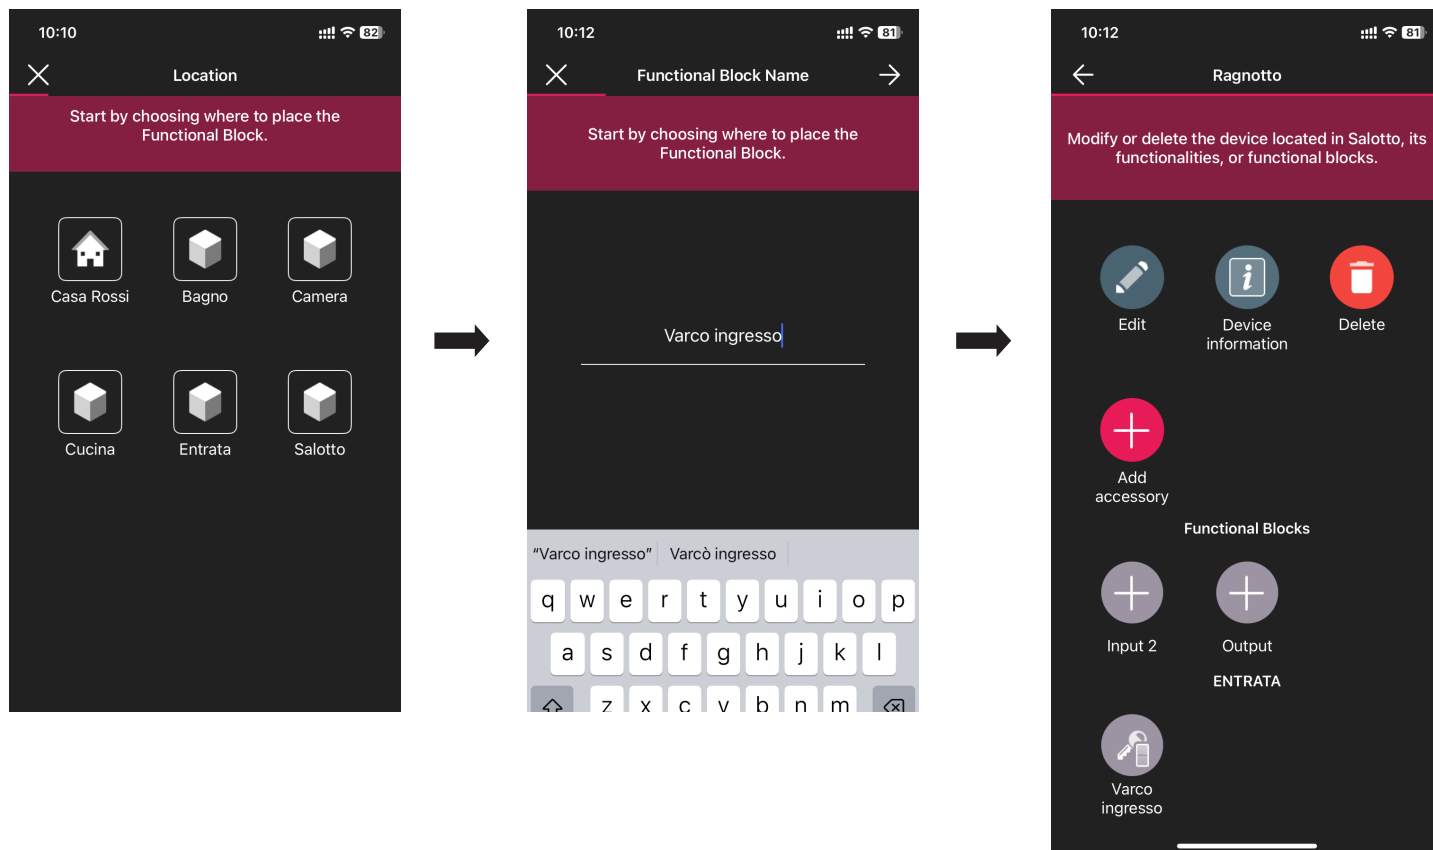 10:10
82
Location
Start by choosing where to place the
Functional Block.
Casa Rossi
Bagno
Camera
Cucina
Entrata
Salotto
10:12
81
Functional Block Name
Start by choosing where to place the
Functional Block.
Varco ingresso
“Varco ingresso”
Varcò ingresso
q w e r t y u i o p
a s d f g h j k l
z x c v b n m
10:12
81
Ragnotto
Modify or delete the device located in Salotto, its
functionalities, or functional blocks.
Edit
Device
information
Delete
Add
accessory
Functional Blocks
Input 2
Output
ENTRATA
Varco
ingresso